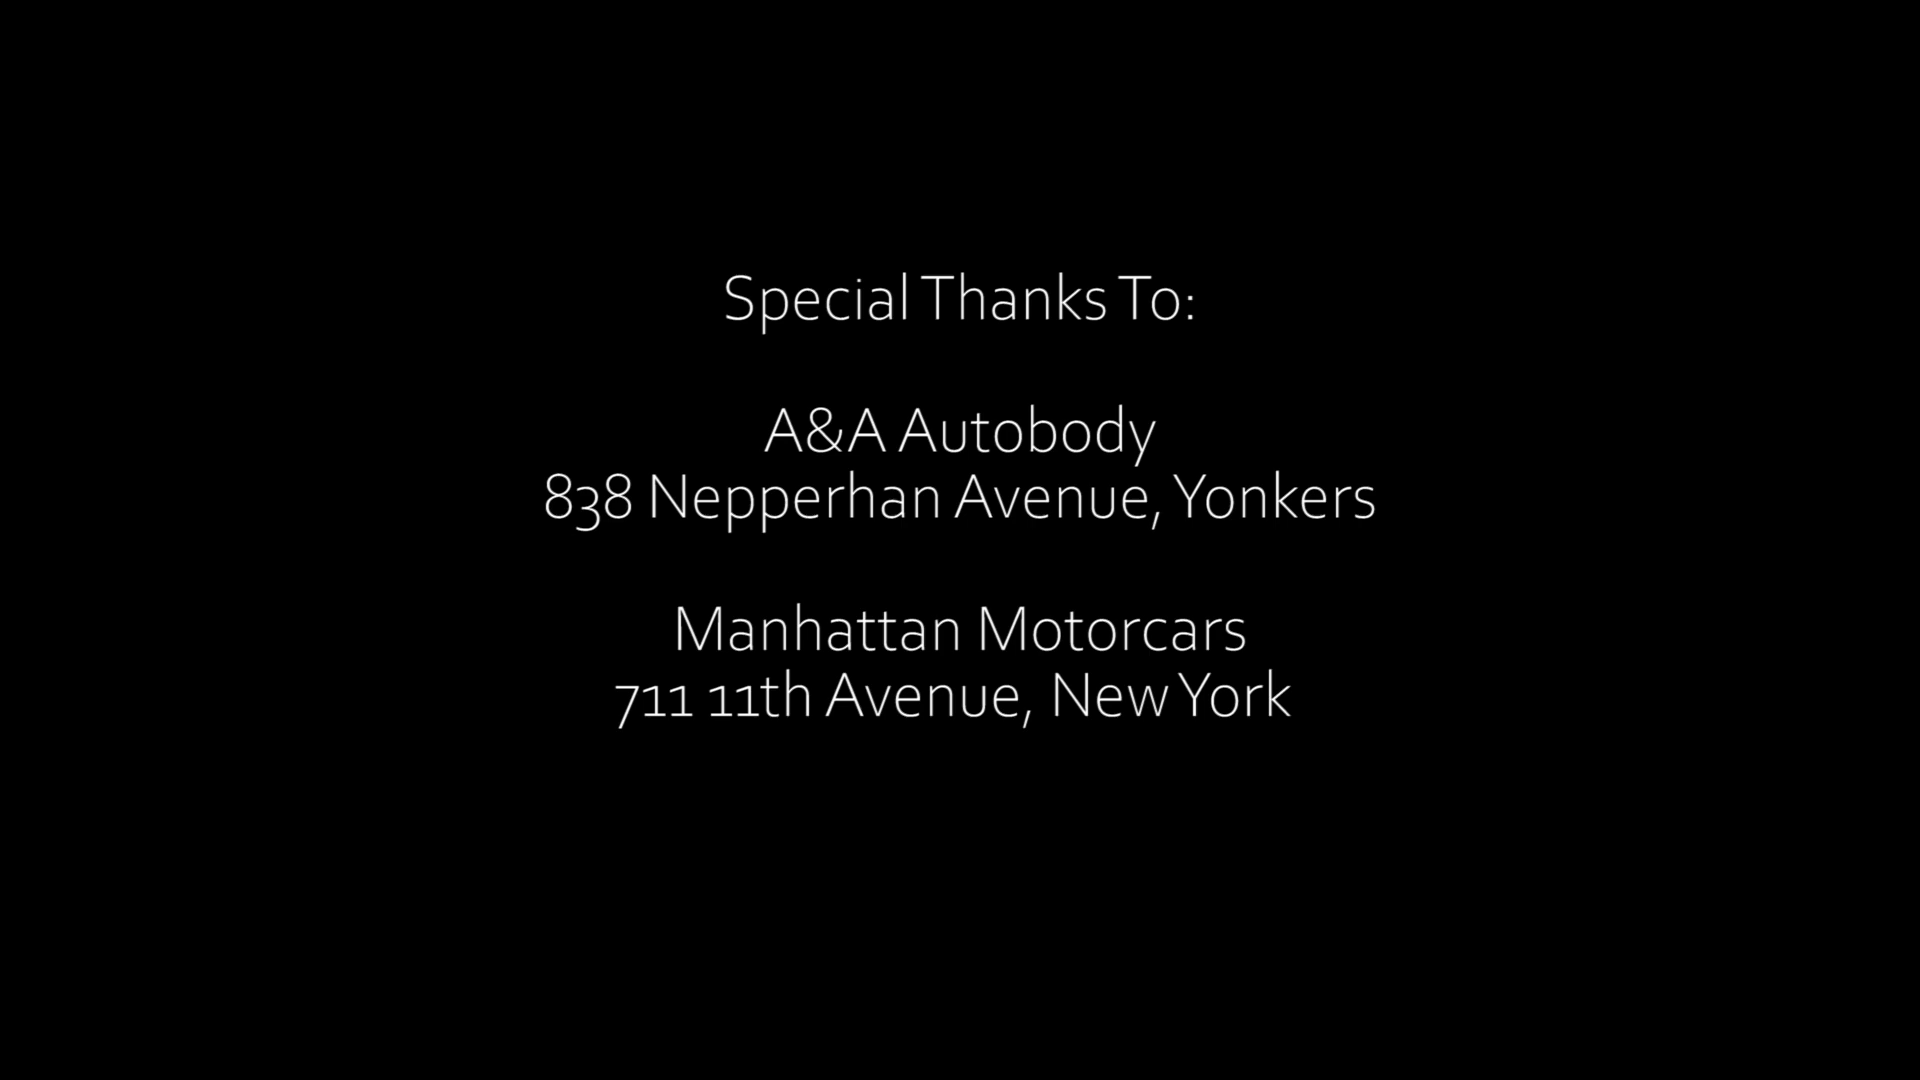 Special Thanks To:
A&A Autobody
838 Nepperhan Avenue, Yonkers
Manhattan Motorcars
711 11th Avenue, New York